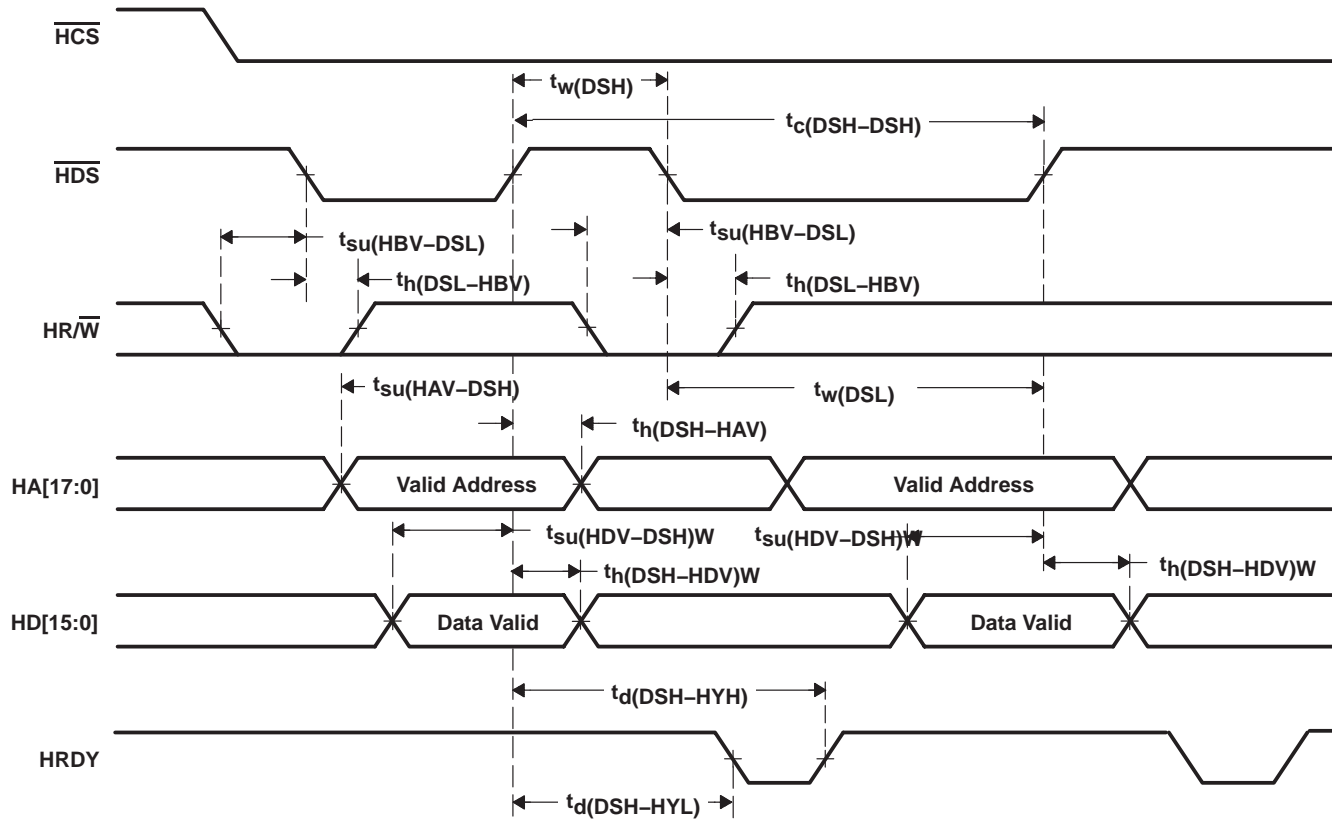 HCS
tw(DSH)
tc(DSH–DSH)
HDS
tsu(HBV–DSL)
tsu(HBV–DSL)
th(DSL–HBV)
th(DSL–HBV)
HR/W
tsu(HAV–DSH)
tw(DSL)
th(DSH–HAV)
HA[17:0]
Valid Address
Valid Address
tsu(HDV–DSH)W
tsu(HDV–DSH)W
th(DSH–HDV)W
th(DSH–HDV)W
HD[15:0]
Data Valid
Data Valid
td(DSH–HYH)
HRDY
td(DSH–HYL)